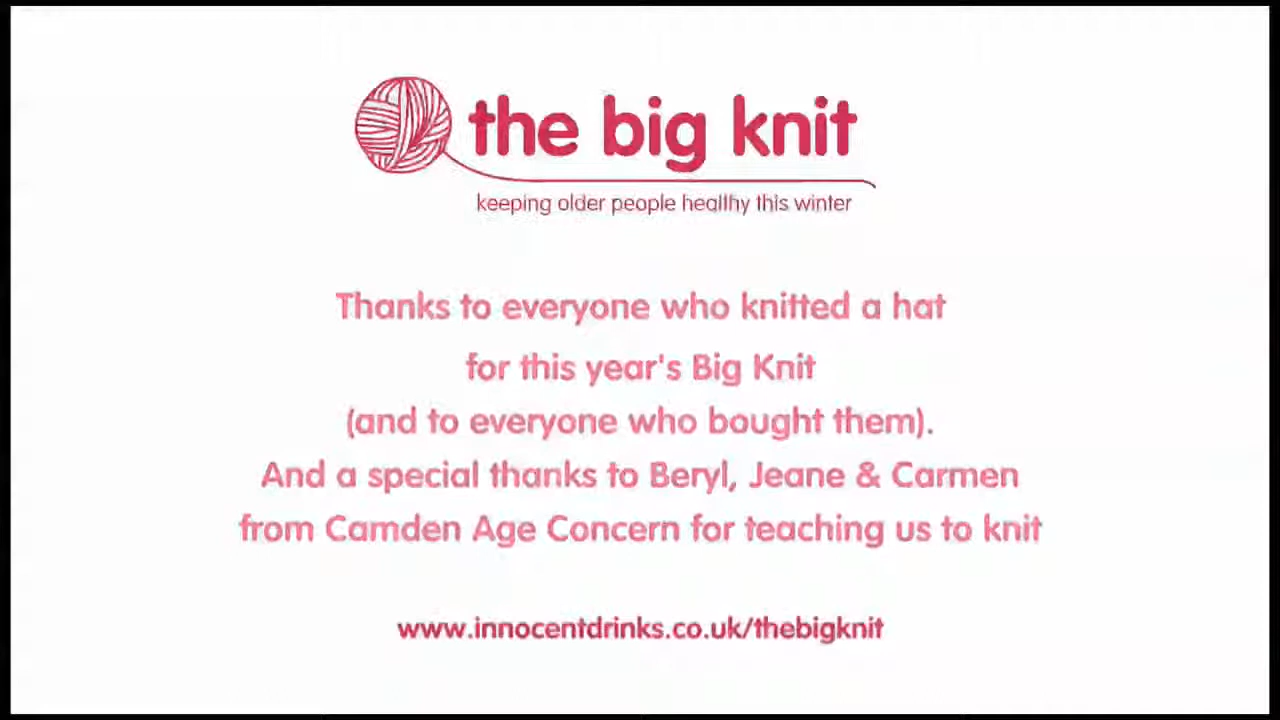 the big knit
keeping older people healthy this winter
Thanks to everyone who knitted a hat
for this year's Big Knit
(and to everyone who bought them).
And a special thanks to Beryl, Jeane & Carmen
from Camden Age Concern for teaching us to knit
www.innocentdrinks.co.uk/thebigknit